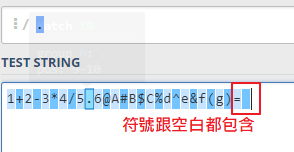 / .
TEST STRING
1+2-3*4/5.6@A#B$C%d^e&f(g)=
符號跟空白都包含